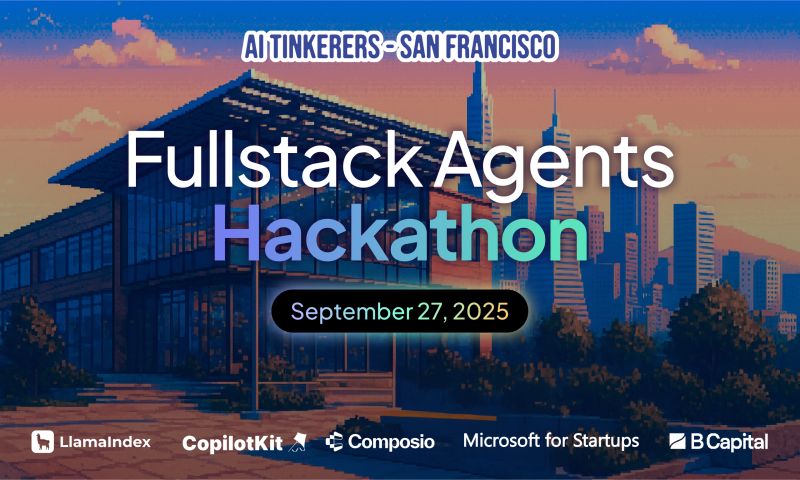 AI TINKERERS - SAN FRANCISCO
Fullstack Agents
Hackathon
September 27, 2025
LlamaIndex CopilotKit Composio Microsoft for Startups B Capital